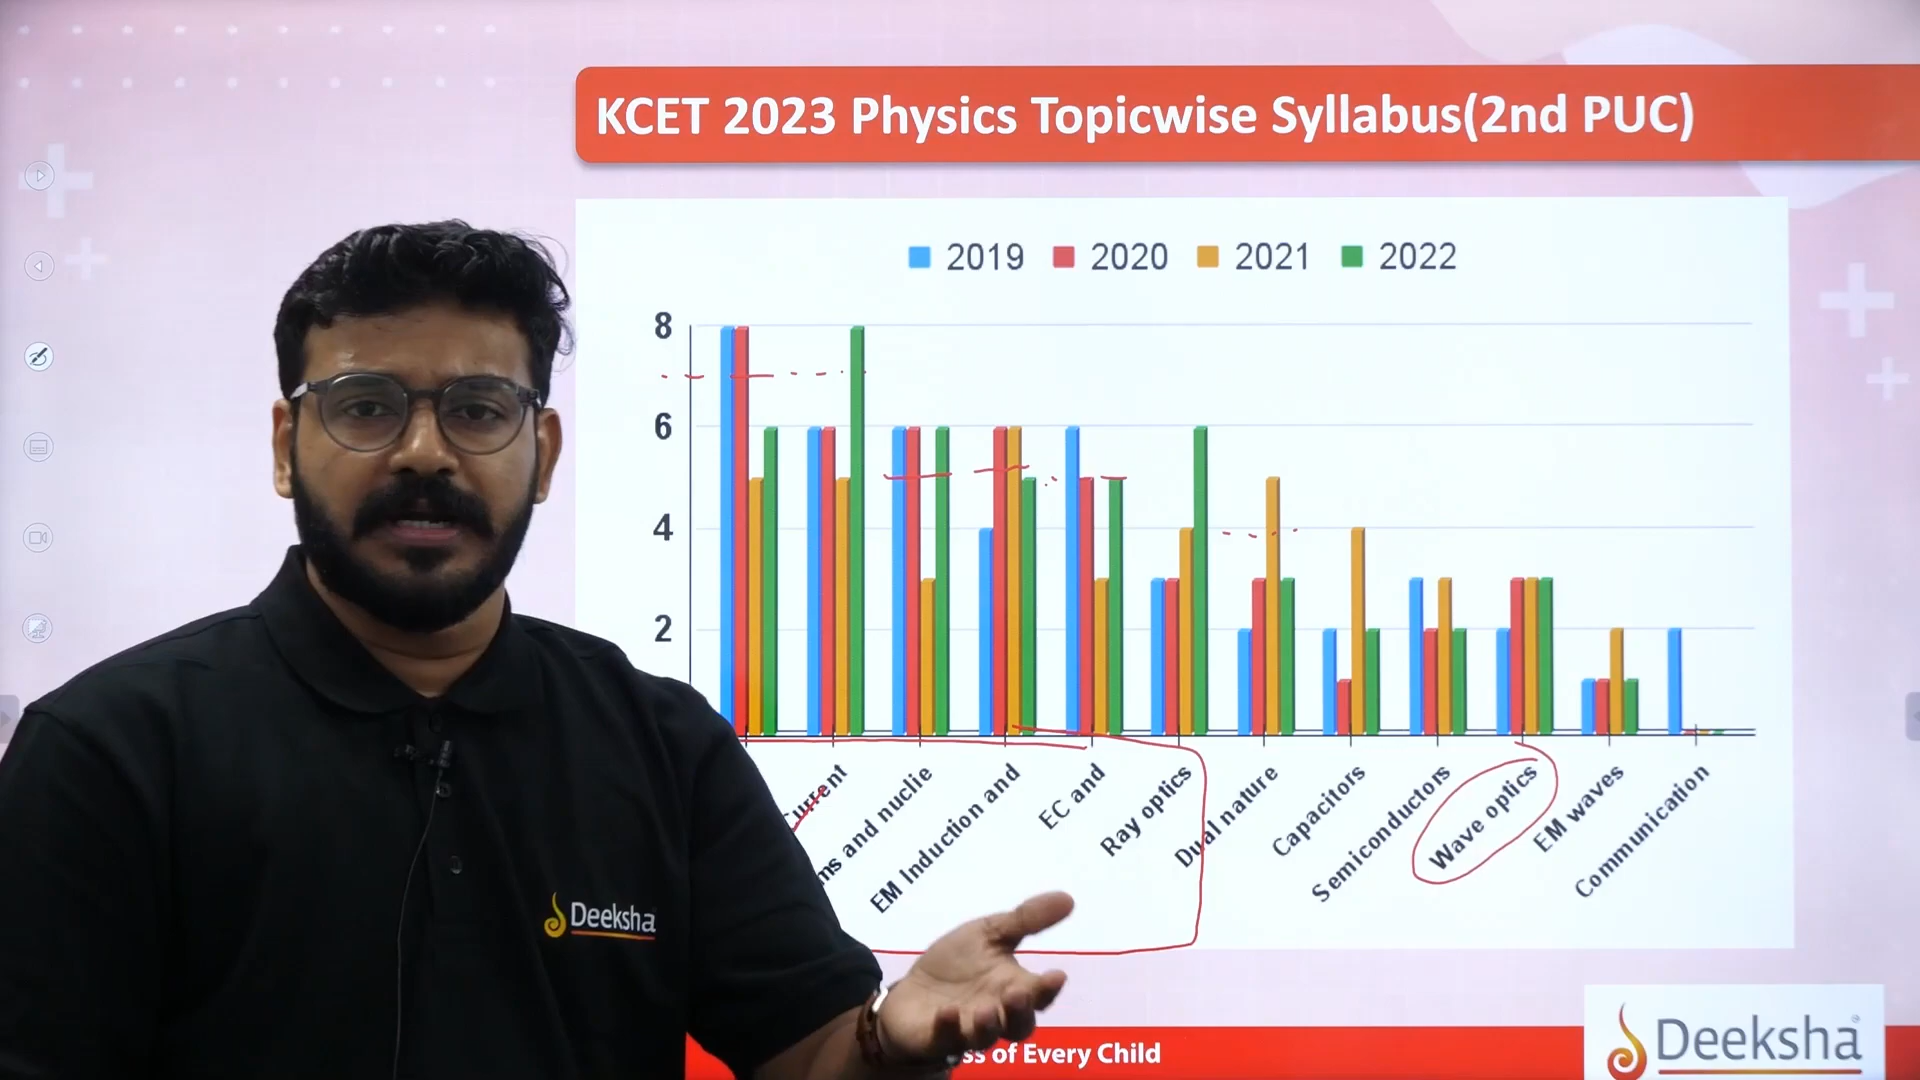 KCET 2023 Physics Topicwise Syllabus(2nd PUC)
2019 2020 2021 2022
8
6
4
2
Current
ms and nuclie
EM Induction and
EC and
Ray optics
Dual nature
Capacitors
Semiconductors
Wave optics
EM waves
Communication
Deeksha
ss of Every Child
Deeksha